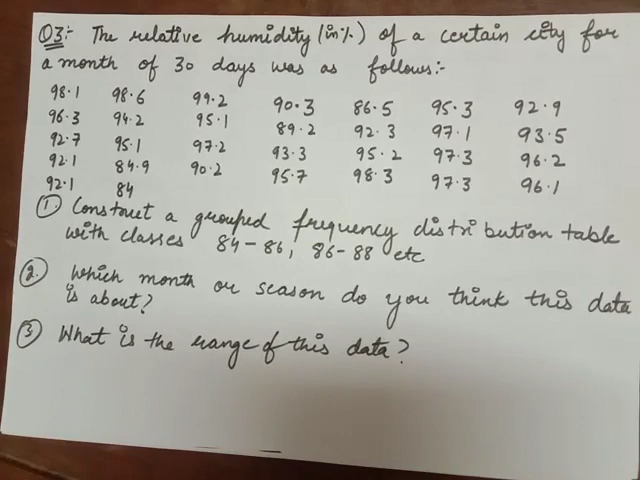 Q3:- The relative humidity (in %) of a certain city for
a month of 30 days was as follows:-
98.1 98.6 99.2 90.3 86.5 95.3 92.9
96.3 94.2 95.1 89.2 92.3 97.1 93.5
92.7 95.1 97.2 93.3 95.2 97.3 96.2
92.1 84.9 90.2 95.7 98.3 97.3 96.1
92.1 84
① Construct a grouped frequency distribution table
with classes 84-86, 86-88 etc
② Which month or season do you think this data
is about?
③ What is the range of this data?